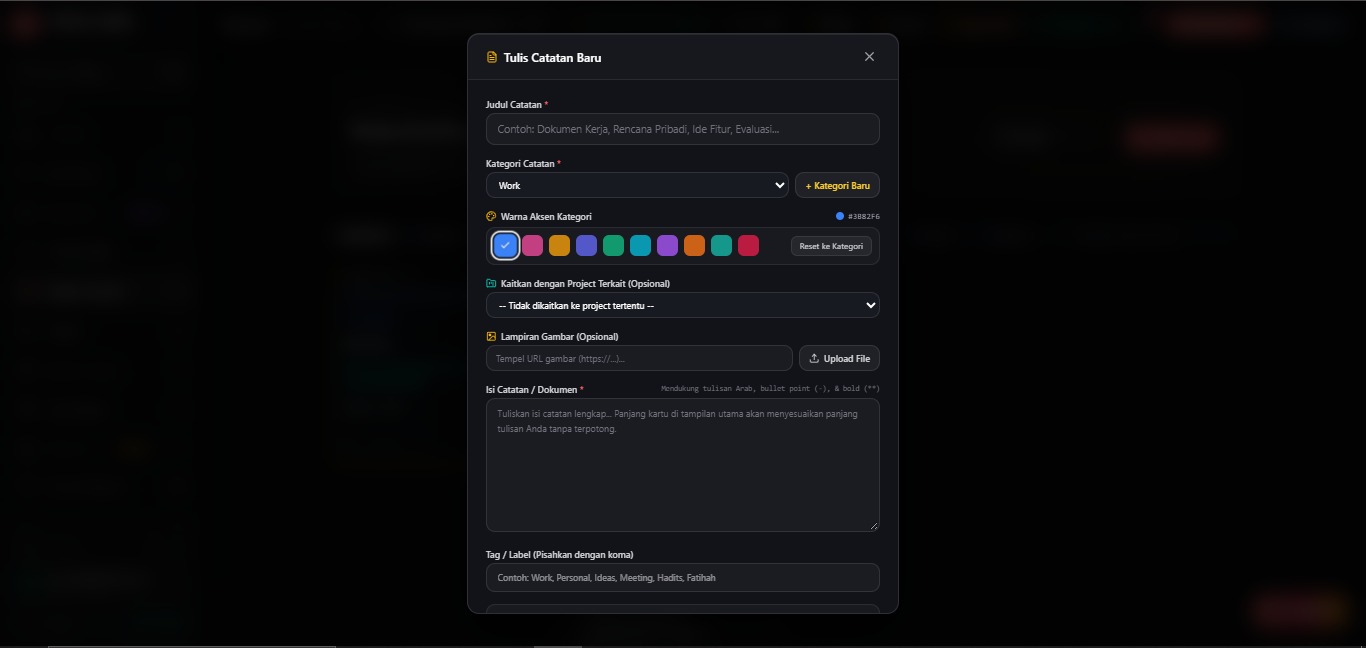 Tulis Catatan Baru
Judul Catatan *
Contoh: Dokumen Kerja, Rencana Pribadi, Ide Fitur, Evaluasi...
Kategori Catatan *
Work
+ Kategori Baru
Warna Aksen Kategori
#3B82F6
Reset ke Kategori
Kaitkan dengan Project Terkait (Opsional)
-- Tidak dikaitkan ke project tertentu --
Lampiran Gambar (Opsional)
Tempel URL gambar (https://...)...
Upload File
Isi Catatan / Dokumen *
Mendukung tulisan Arab, bullet point (-), & bold (**)
Tuliskan isi catatan lengkap... Panjang kartu di tampilan utama akan menyesuaikan panjang
tulisan Anda tanpa terpotong.
Tag / Label (Pisahkan dengan koma)
Contoh: Work, Personal, Ideas, Meeting, Hadits, Fatihah